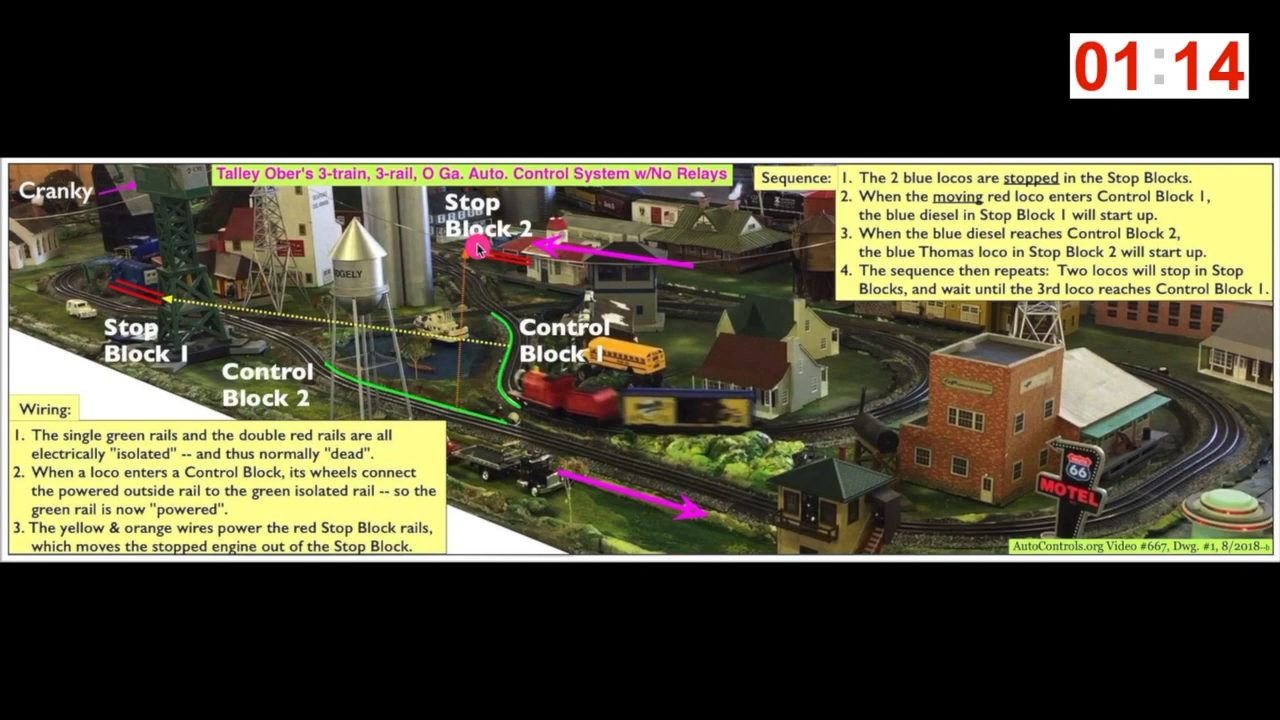 01:14
Talley Ober's 3-train, 3-rail, O Ga. Auto. Control System w/No Relays
Cranky
Stop
Block 2
Sequence:
1. The 2 blue locos are stopped in the Stop Blocks.
2. When the moving red loco enters Control Block 1,
the blue diesel in Stop Block 1 will start up.
3. When the blue diesel reaches Control Block 2,
the blue Thomas loco in Stop Block 2 will start up.
4. The sequence then repeats: Two locos will stop in Stop
Blocks, and wait until the 3rd loco reaches Control Block 1.
Stop
Block 1
Control
Block 1
Control
Block 2
Wiring:
1. The single green rails and the double red rails are all
electrically "isolated" -- and thus normally "dead".
2. When a loco enters a Control Block, its wheels connect
the powered outside rail to the green isolated rail -- so the
green rail is now "powered".
3. The yellow & orange wires power the red Stop Block rails,
which moves the stopped engine out of the Stop Block.
66
MOTEL
AutoControls.org Video #667, Dwg. #1, 8/2018--b